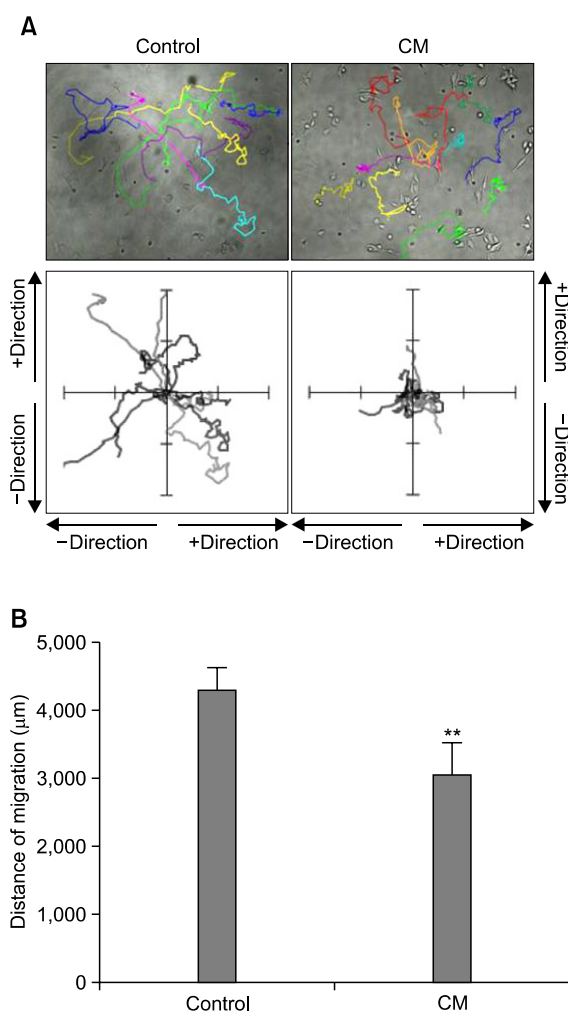 A
Control CM
+Direction
−Direction
+Direction
−Direction
−Direction +Direction −Direction +Direction
B
Distance of migration (μm)
5,000
4,000
3,000
2,000
1,000
0
**
Control CM